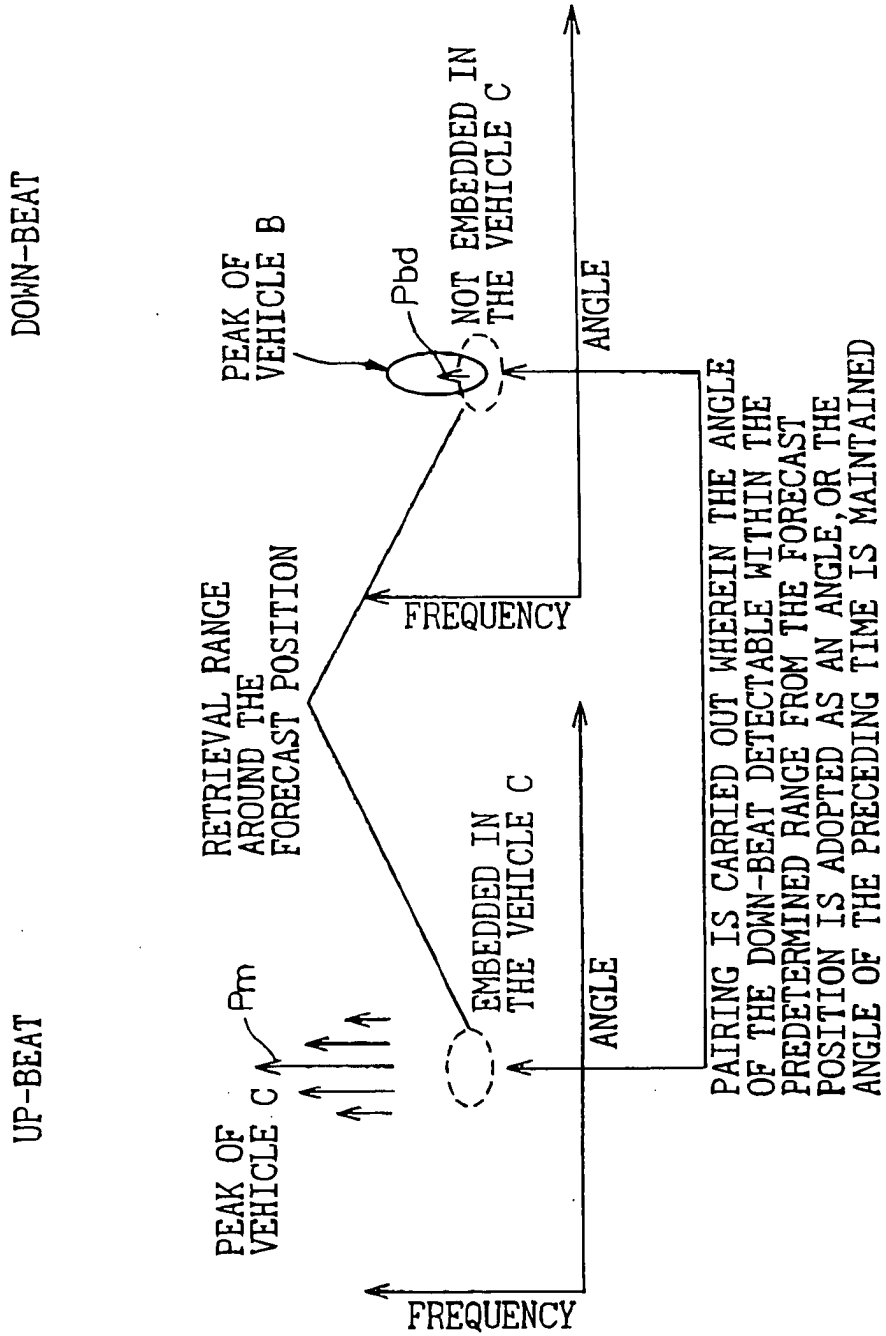 UP-BEAT
DOWN-BEAT
PEAK OF
VEHICLE C
Pm
EMBEDDED IN
THE VEHICLE C
FREQUENCY
ANGLE
RETRIEVAL RANGE
AROUND THE
FORECAST POSITION
PEAK OF
VEHICLE B
Pbd
NOT EMBEDDED IN
THE VEHICLE C
FREQUENCY
ANGLE
PAIRING IS CARRIED OUT WHEREIN THE ANGLE
OF THE DOWN-BEAT DETECTABLE WITHIN THE
PREDETERMINED RANGE FROM THE FORECAST
POSITION IS ADOPTED AS AN ANGLE, OR THE
ANGLE OF THE PRECEDING TIME IS MAINTAINED